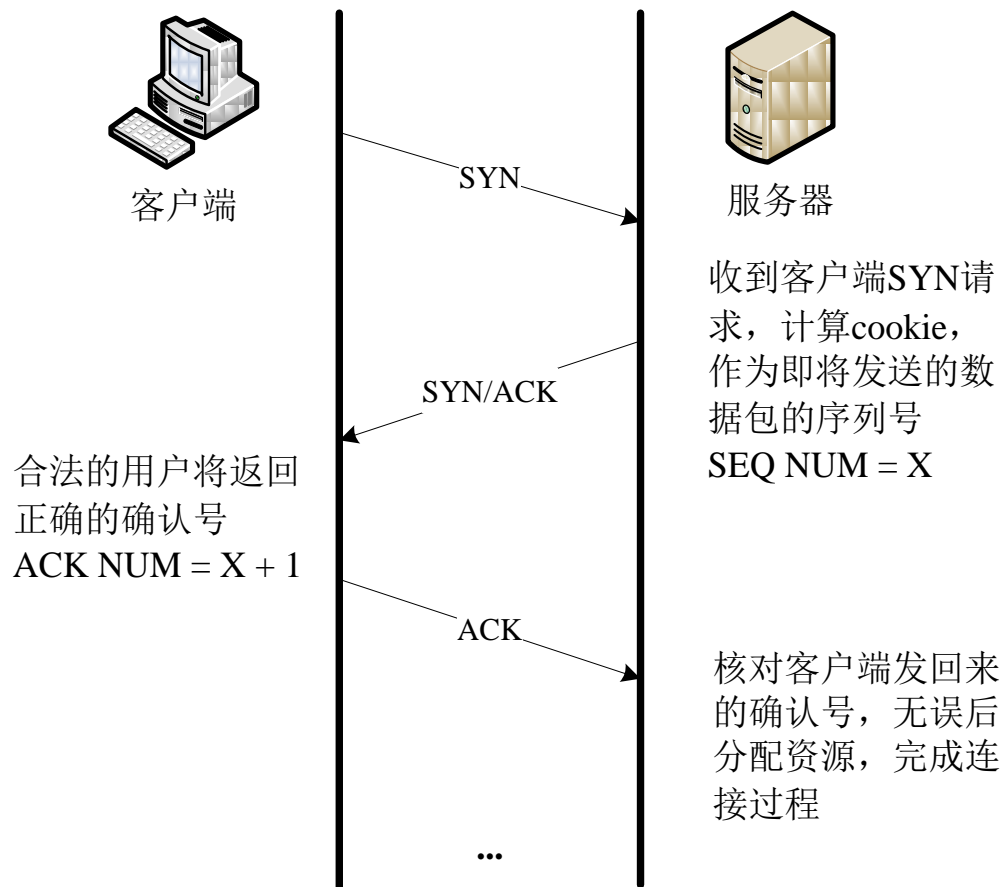 客户端
服务器
SYN
收到客户端SYN请
求，计算cookie，
作为即将发送的数
据包的序列号
SEQ NUM = X
SYN/ACK
合法的用户将返回
正确的确认号
ACK NUM = X + 1
ACK
核对客户端发回来
的确认号，无误后
分配资源，完成连
接过程
...